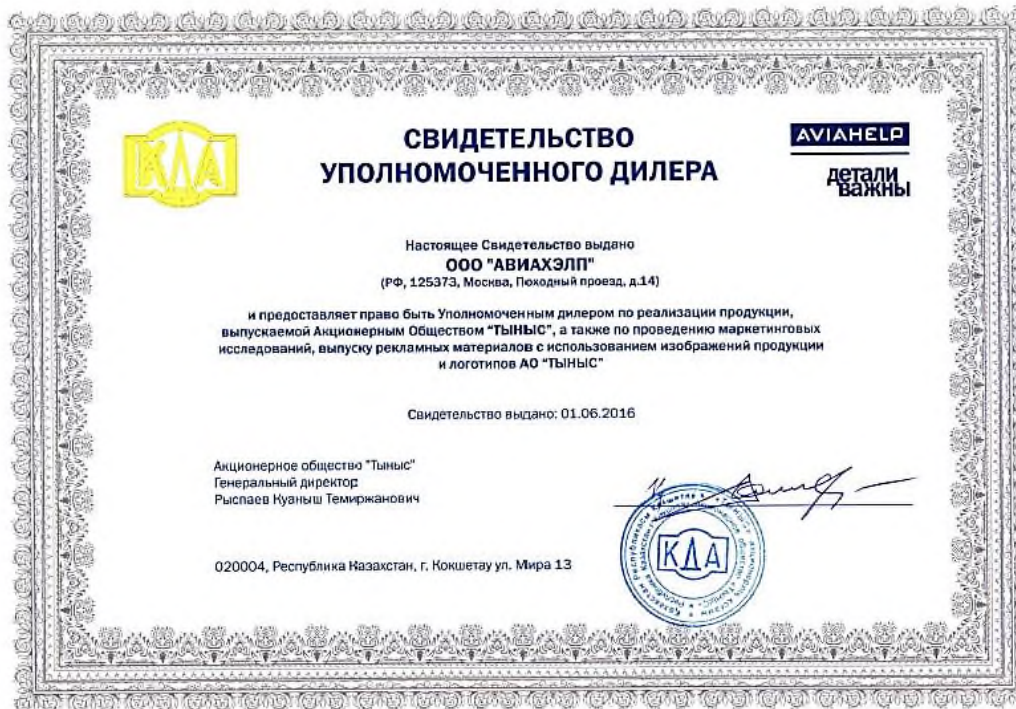 КДА
СВИДЕТЕЛЬСТВО
УПОЛНОМОЧЕННОГО ДИЛЕРА
AVIAHELP
детали
важны
Настоящее Свидетельство выдано
ООО "АВИАХЭЛП"
(РФ, 125373, Москва, Походный проезд, д.14)
и предоставляет право быть Уполномоченным дилером по реализации продукции,
выпускаемой Акционерным Обществом "ТЫНЫС", а также по проведению маркетинговых
исследований, выпуску рекламных материалов с использованием изображений продукции
и логотипов АО "ТЫНЫС"
Свидетельство выдано: 01.06.2016
Акционерное общество "Тыныс"
Генеральный директор
Рыспаев Куаныш Темиржанович
020004, Республика Казахстан, г. Кокшетау ул. Мира 13
КДА